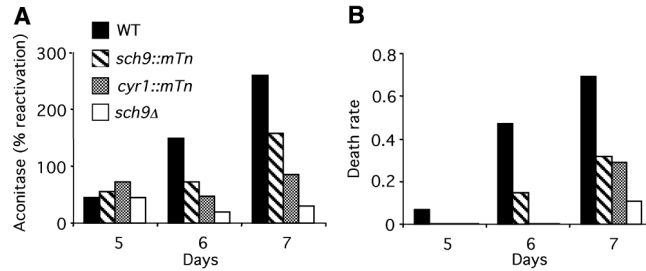 A
WT
sch9::mTn
cyr1::mTn
sch9Δ
Aconitase (% reactivation)
300
200
100
0
5 6 7
Days
B
Death rate
0.8
0.6
0.4
0.2
0
5 6 7
Days